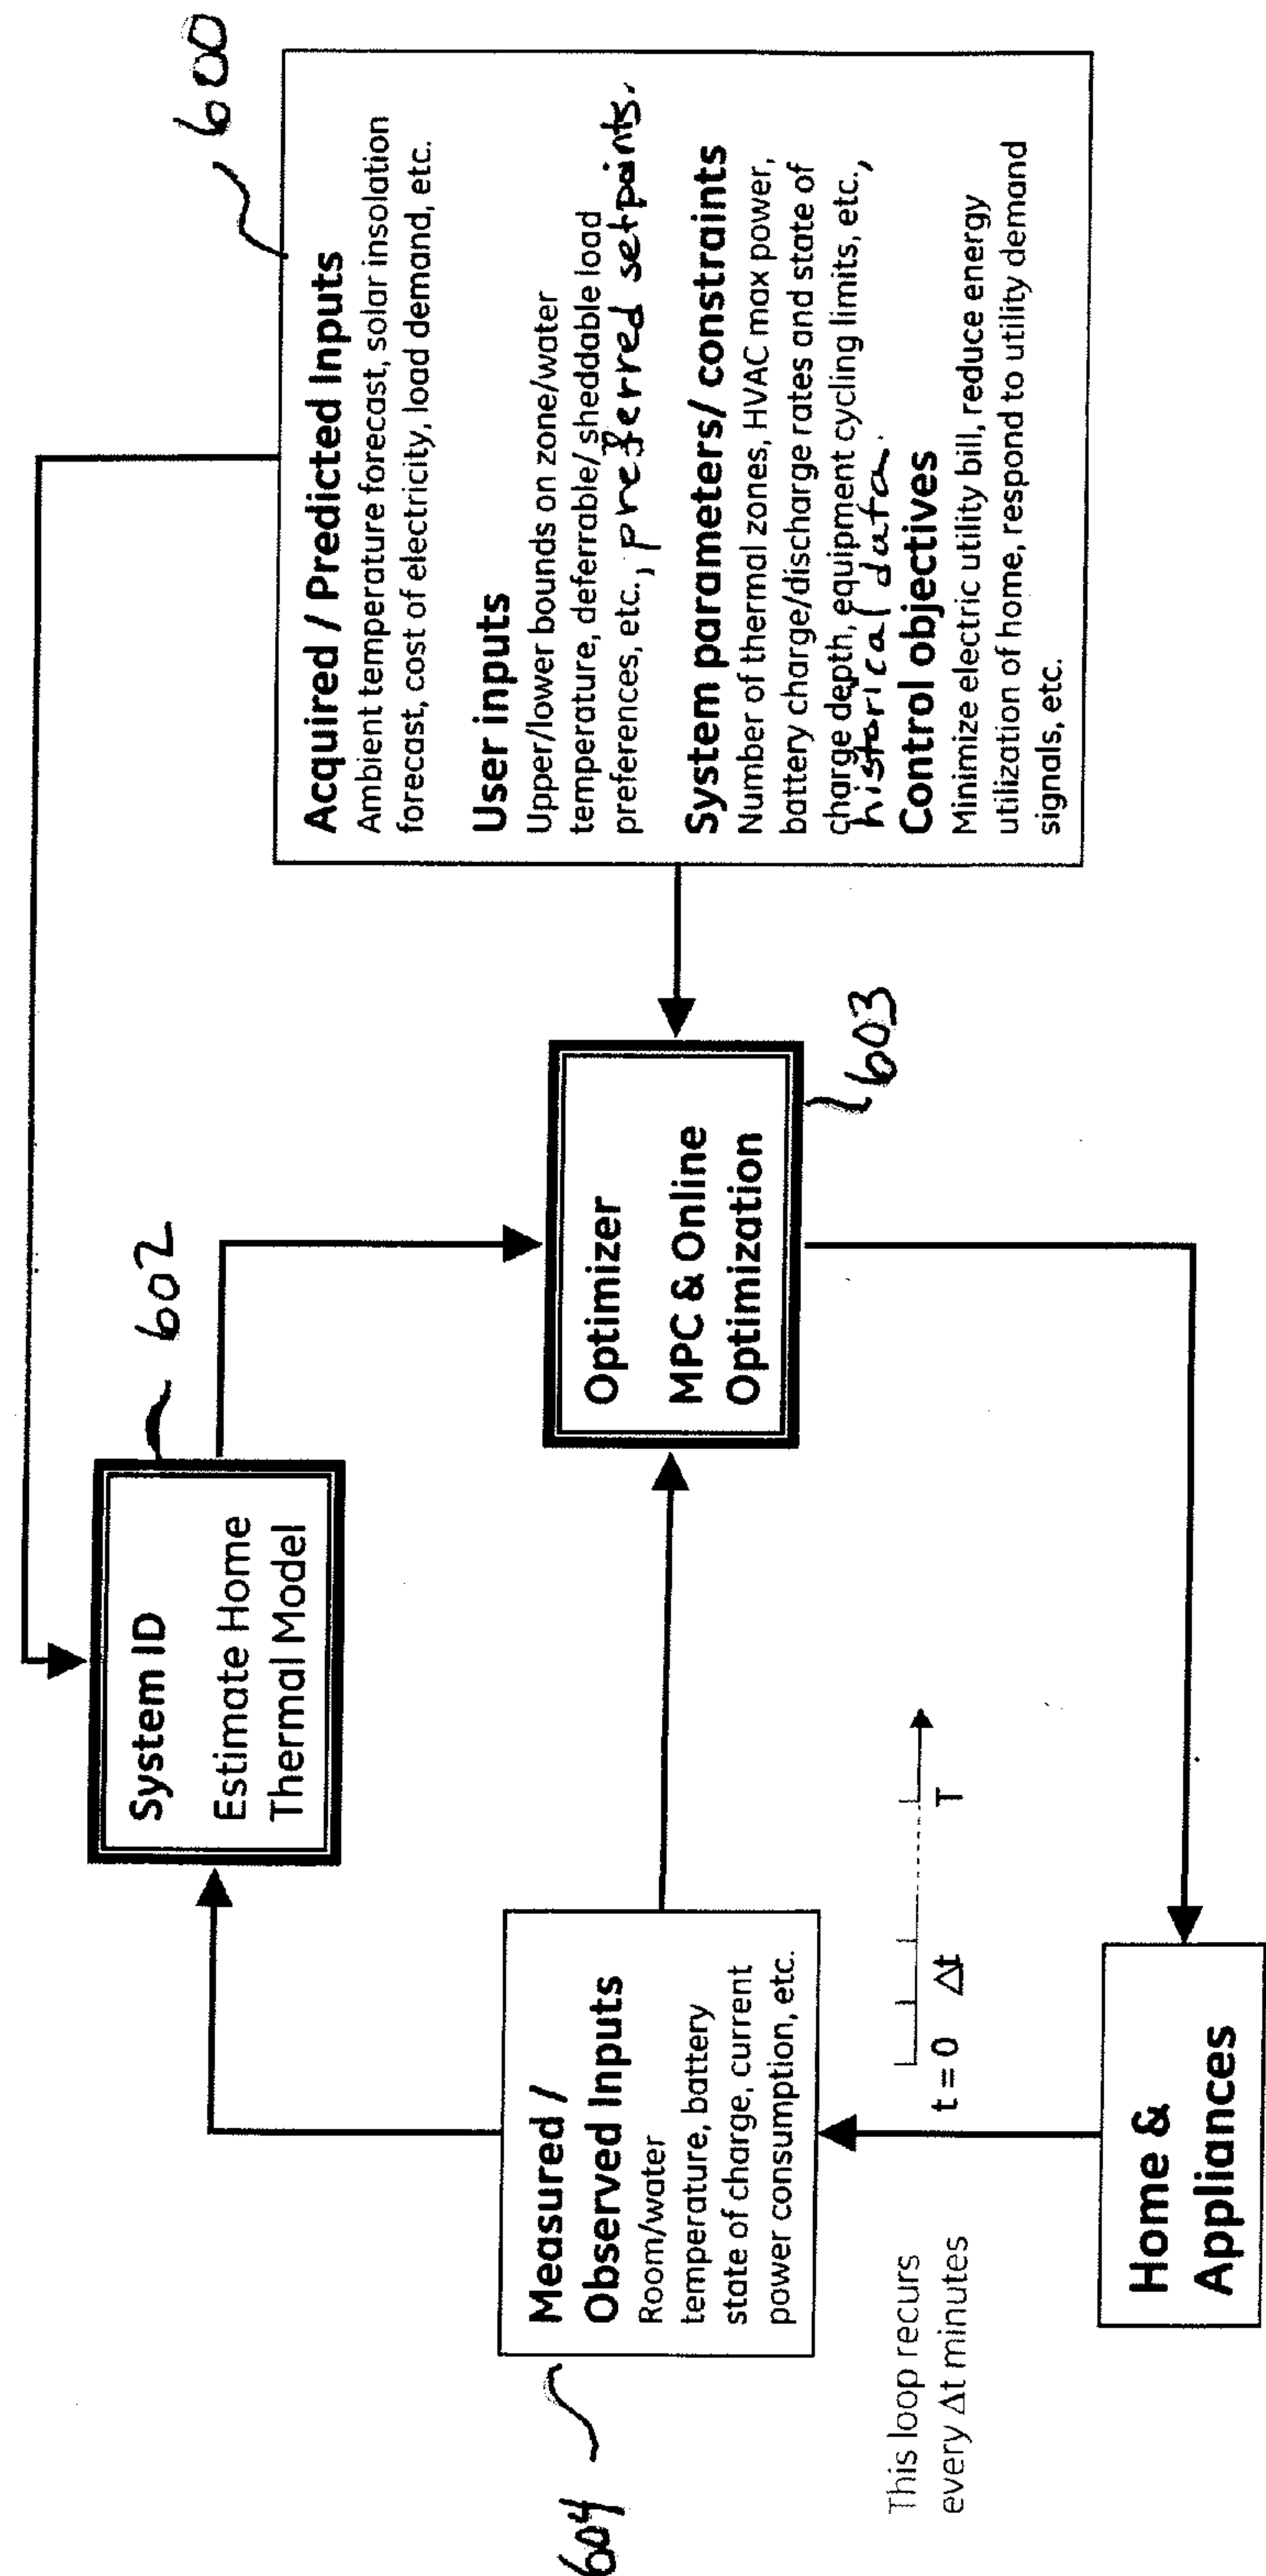 600
Acquired / Predicted Inputs
Ambient temperature forecast, solar insolation
forecast, cost of electricity, load demand, etc.
User inputs
Upper/lower bounds on zone/water
temperature, deferrable/ sheddable load
preferences, etc., preferred setpoints.
System parameters/ constraints
Number of thermal zones, HVAC max power,
battery charge/discharge rates and state of
charge depth, equipment cycling limits, etc.,
historical data.
Control objectives
Minimize electric utility bill, reduce energy
utilization of home, respond to utility demand
signals, etc.
602
System ID
Estimate Home
Thermal Model
Optimizer
MPC & Online
Optimization
603
604
Measured /
Observed Inputs
Room/water
temperature, battery
state of charge, current
power consumption, etc.
This loop recurs
every Δt minutes
t = 0 Δt T
Home &
Appliances